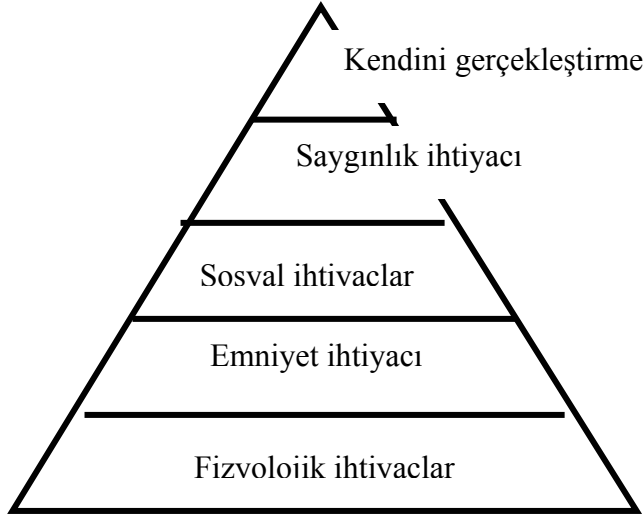 Kendini gerçekleştirme
Saygınlık ihtiyacı
Sosval ihtivaclar
Emniyet ihtiyacı
Fizvoloiik ihtivaclar